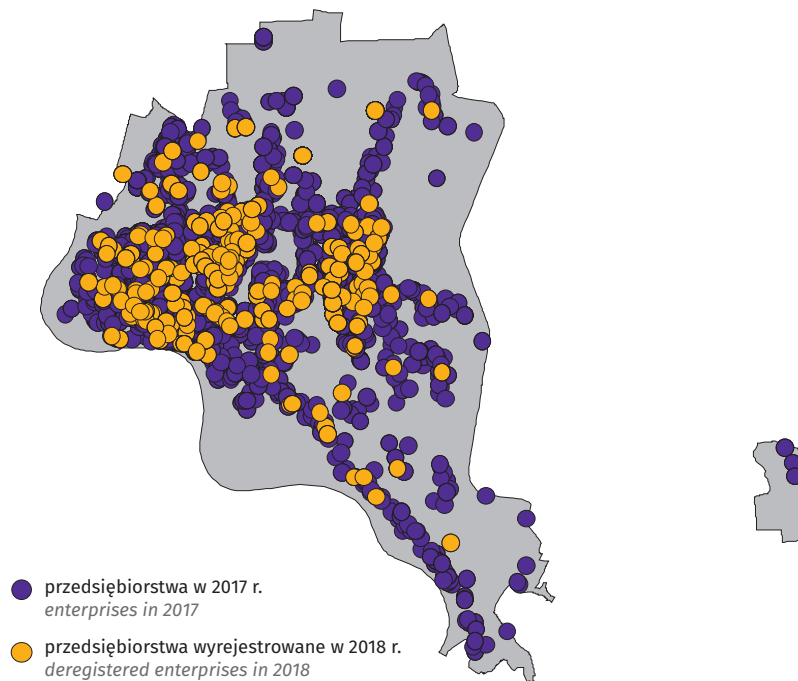 przedsiębiorstwa w 2017 r.
enterprises in 2017
przedsiębiorstwa wyrejestrowane w 2018 r.
deregistered enterprises in 2018